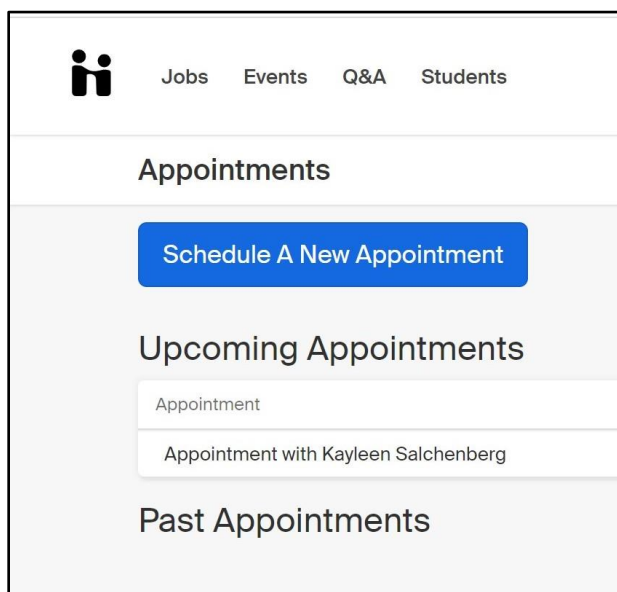 Jobs Events Q&A Students
Appointments
Schedule A New Appointment
Upcoming Appointments
Appointment
Appointment with Kayleen Salchenberg
Past Appointments